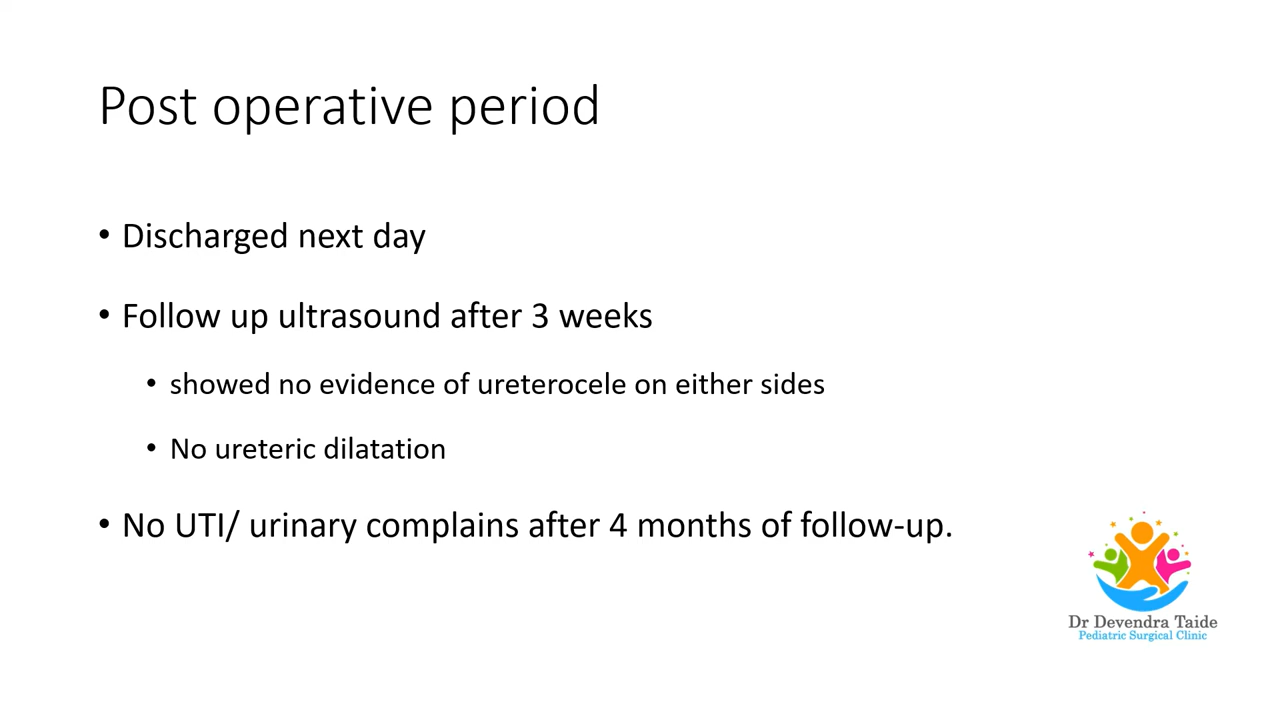 Post operative period
• Discharged next day
• Follow up ultrasound after 3 weeks
• showed no evidence of ureterocele on either sides
• No ureteric dilatation
• No UTI/ urinary complains after 4 months of follow-up.
Dr Devendra Taide
Pediatric Surgical Clinic